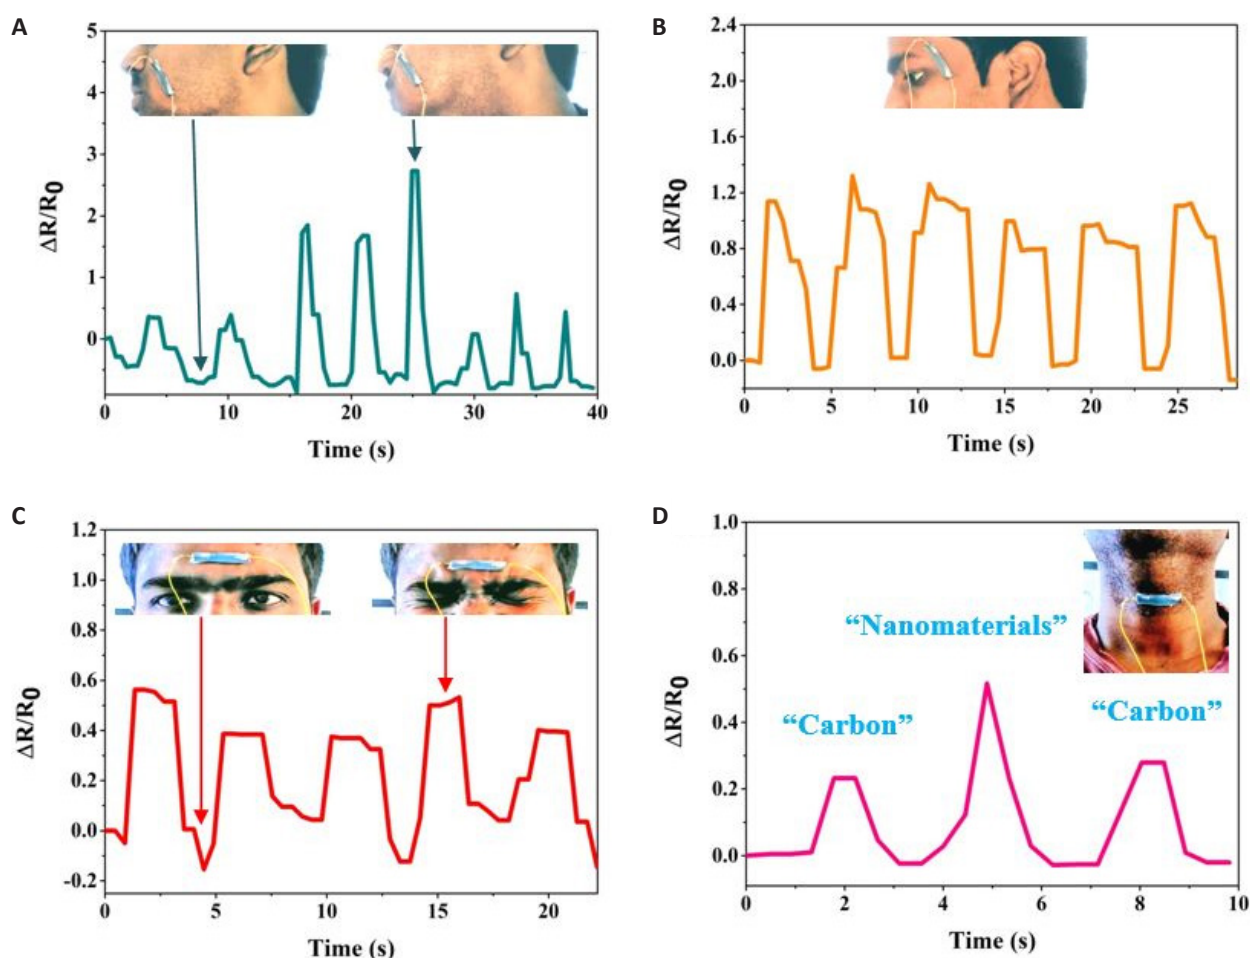 A
5
4
3
2
1
0
ΔR/R0
0 10 20 30 40
Time (s)
B
2.4
2.0
1.6
1.2
0.8
0.4
0.0
ΔR/R0
0 5 10 15 20 25
Time (s)
C
1.2
1.0
0.8
0.6
0.4
0.2
0.0
-0.2
ΔR/R0
0 5 10 15 20
Time (s)
D
1.0
0.8
0.6
0.4
0.2
0.0
ΔR/R0
“Nanomaterials”
“Carbon”
“Carbon”
0 2 4 6 8 10
Time (s)